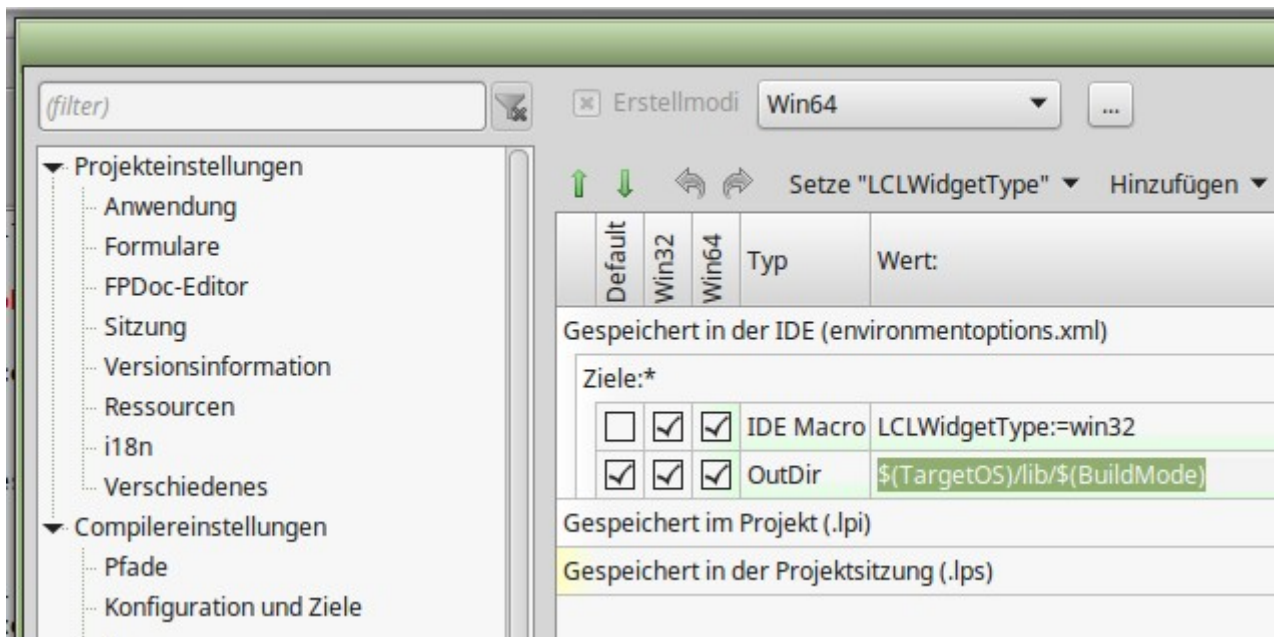 (filter)
Erstellmodi Win64 ...
Projekteinstellungen
Anwendung
Formulare
FPDoc-Editor
Sitzung
Versionsinformation
Ressourcen
i18n
Verschiedenes
Compilereinstellungen
Pfade
Konfiguration und Ziele
Setze "LCLWidgetType" Hinzufügen
Default Win32 Win64 Typ Wert:
Gespeichert in der IDE (environmentoptions.xml)
Ziele:*
IDE Macro LCLWidgetType:=win32
OutDir $(TargetOS)/lib/$(BuildMode)
Gespeichert im Projekt (.lpi)
Gespeichert in der Projektsitzung (.lps)